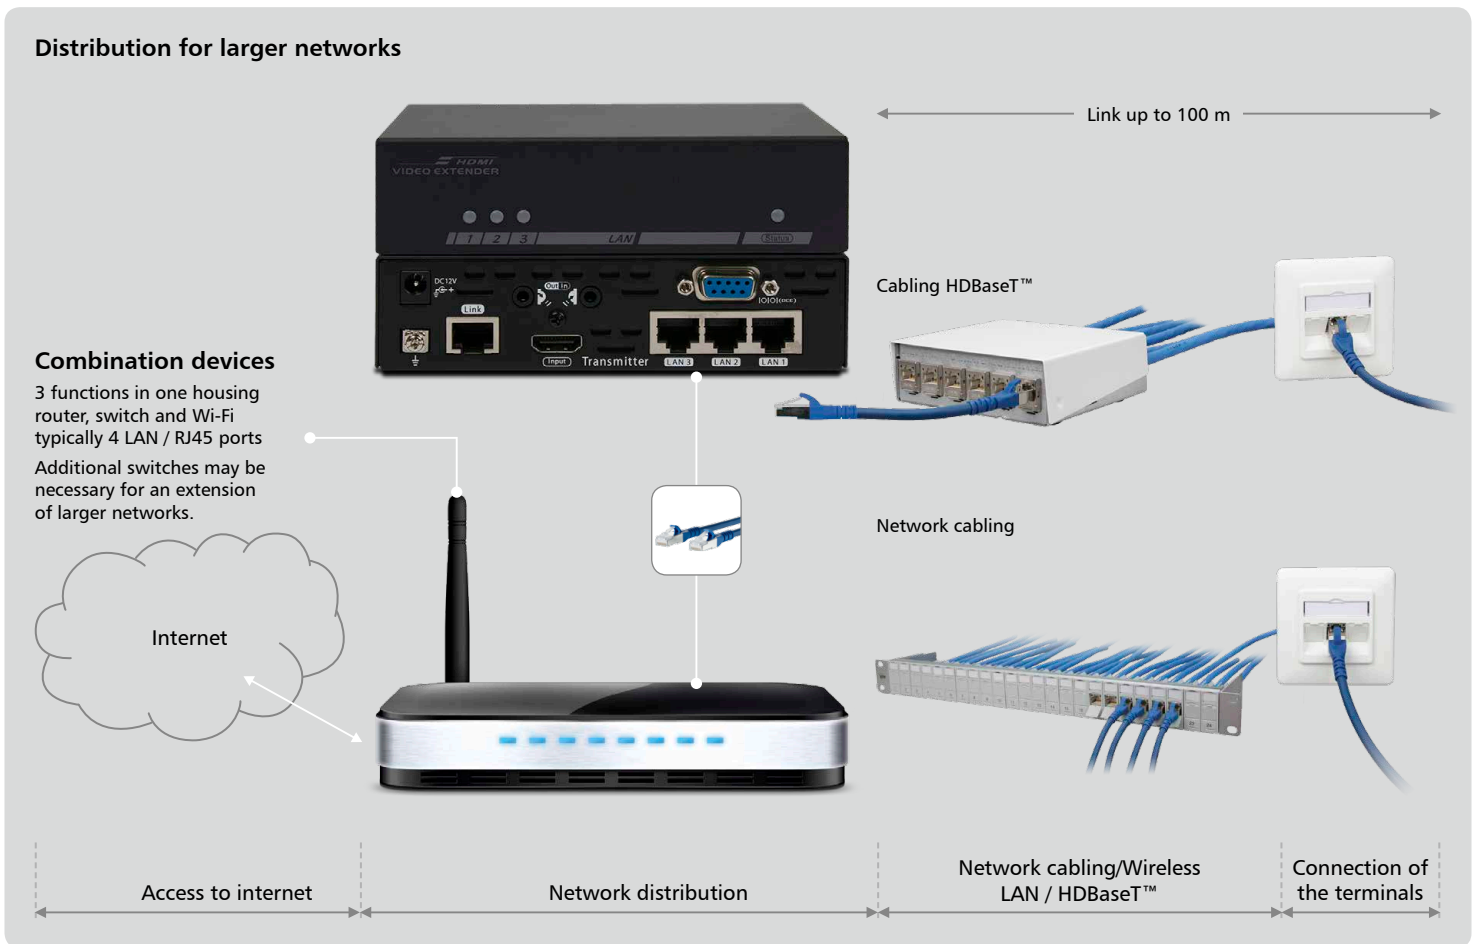 Distribution for larger networks
Link up to 100 m
HDMI
VIDEO EXTENDER
1 2 3 LAN Status
DC12V
Out In
IOIOI(DCE)
Link
Input
Transmitter
LAN 3 LAN 2 LAN 1
Cabling HDBaseT™
Combination devices
3 functions in one housing
router, switch and Wi-Fi
typically 4 LAN / RJ45 ports
Additional switches may be
necessary for an extension
of larger networks.
Network cabling
Internet
Access to internet
Network distribution
Network cabling/Wireless
LAN / HDBaseT™
Connection of
the terminals